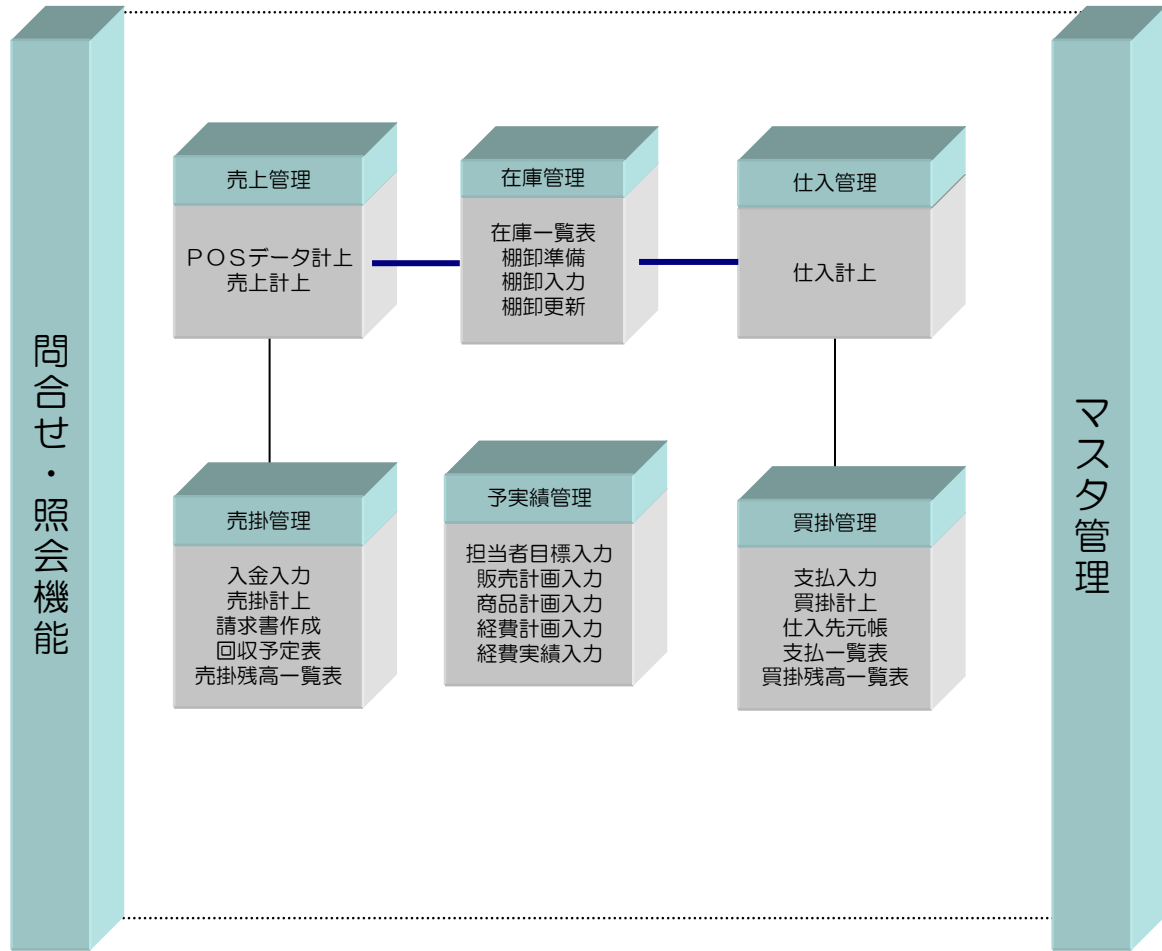 問合せ・照会機能
売上管理
POSデータ計上
売上計上
在庫管理
在庫一覧表
棚卸準備
棚卸入力
棚卸更新
仕入管理
仕入計上
売掛管理
入金入力
売掛計上
請求書作成
回収予定表
売掛残高一覧表
予実績管理
担当者目標入力
販売計画入力
商品計画入力
経費計画入力
経費実績入力
買掛管理
支払入力
買掛計上
仕入先元帳
支払一覧表
買掛残高一覧表
マスタ管理